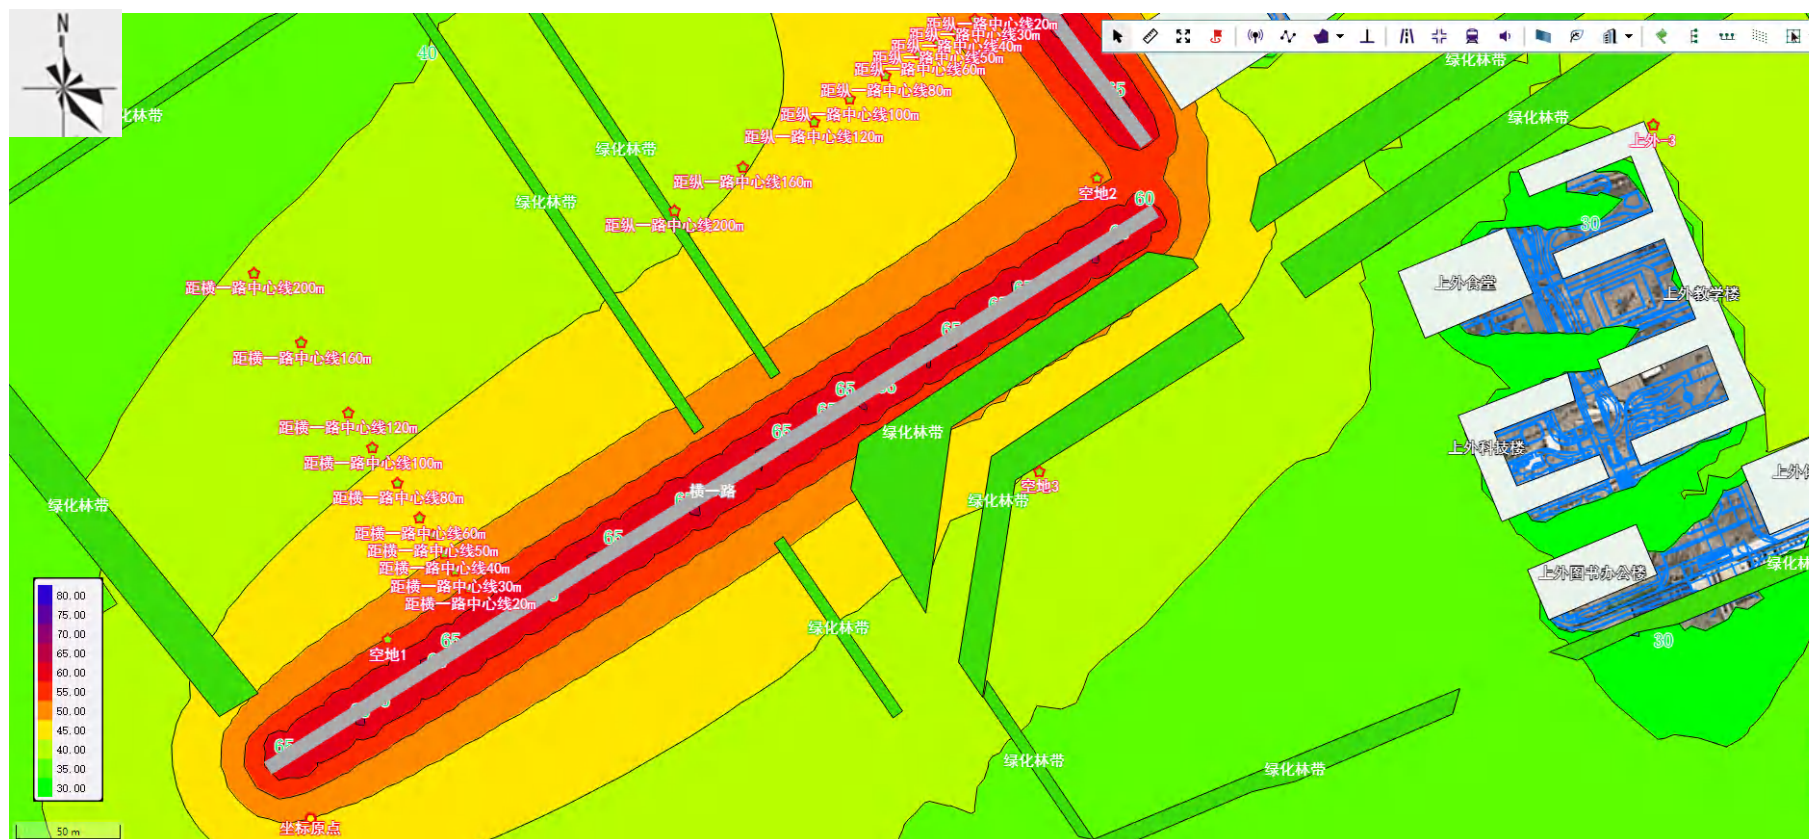 N
40
距纵一路中心线20m
距纵一路中心线30m
距纵一路中心线40m
距纵一路中心线50m
距纵一路中心线60m
距纵一路中心线80m
距纵一路中心线100m
距纵一路中心线120m
距纵一路中心线160m
距纵一路中心线200m
绿化林带
化林带
绿化林带
绿化林带
绿化林带
上外-3
空地2
60
30
上外食堂
上外教学楼
距横一路中心线200m
距横一路中心线160m
距横一路中心线120m
距横一路中心线100m
距横一路中心线80m
距横一路中心线60m
距横一路中心线50m
距横一路中心线40m
距横一路中心线30m
距横一路中心线20m
65
65
65
65
65
65
横一路
绿化林带
绿化林带
空地3
绿化林带
上外科技楼
上外图书办公楼
绿化林
30
空地1
绿化林带
绿化林带
绿化林带
坐标原点
80.00
75.00
70.00
65.00
60.00
55.00
50.00
45.00
40.00
35.00
30.00
50 m